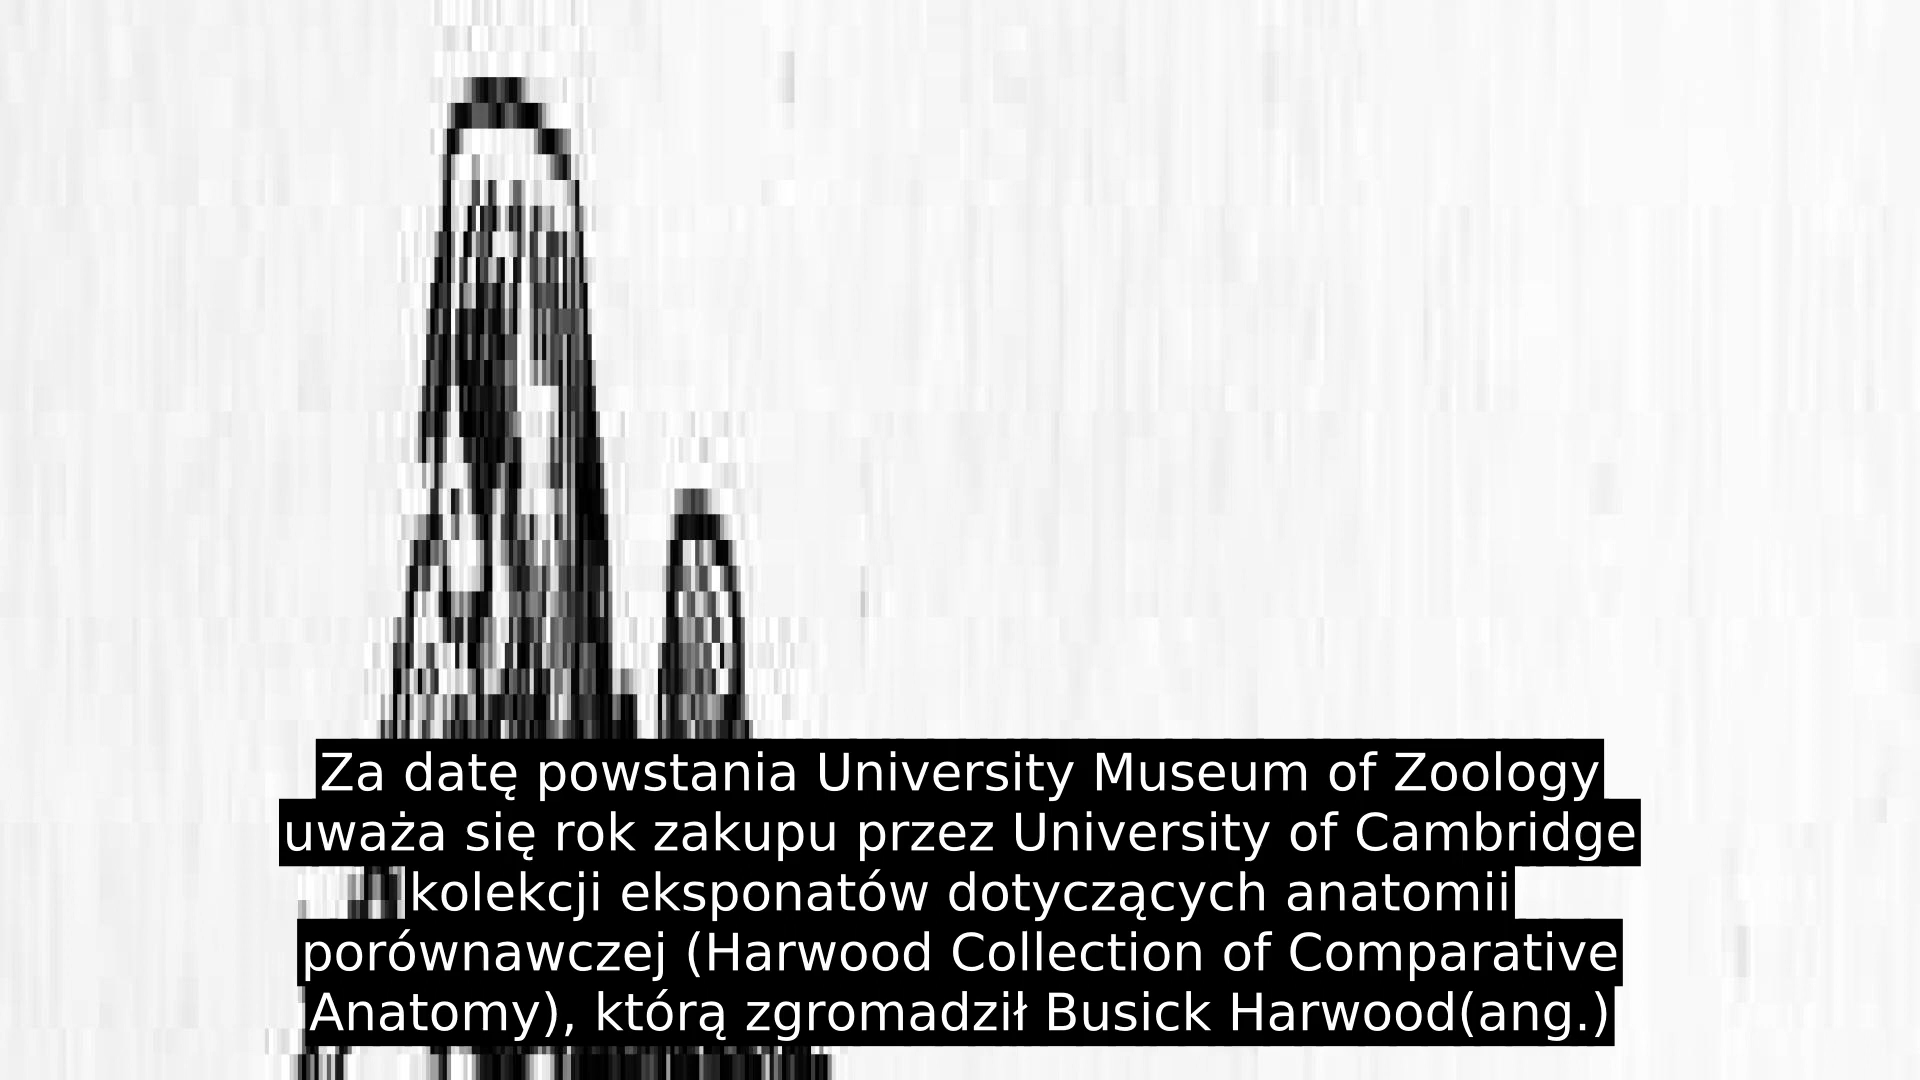 Za datę powstania University Museum of Zoology
uważa się rok zakupu przez University of Cambridge
kolekcji eksponatów dotyczących anatomii
porównawczej (Harwood Collection of Comparative
Anatomy), którą zgromadził Busick Harwood(ang.)